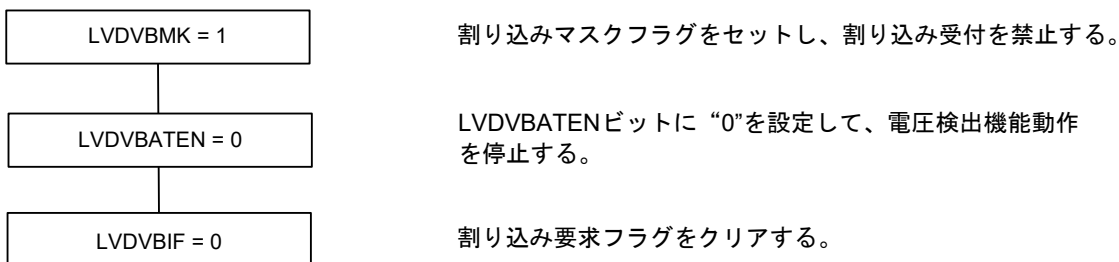 LVDVBMK = 1
割り込みマスクフラグをセットし、割り込み受付を禁止する。
LVDVBATEN = 0
LVDVBATENビットに“0”を設定して、電圧検出機能動作
を停止する。
LVDVBIF = 0
割り込み要求フラグをクリアする。